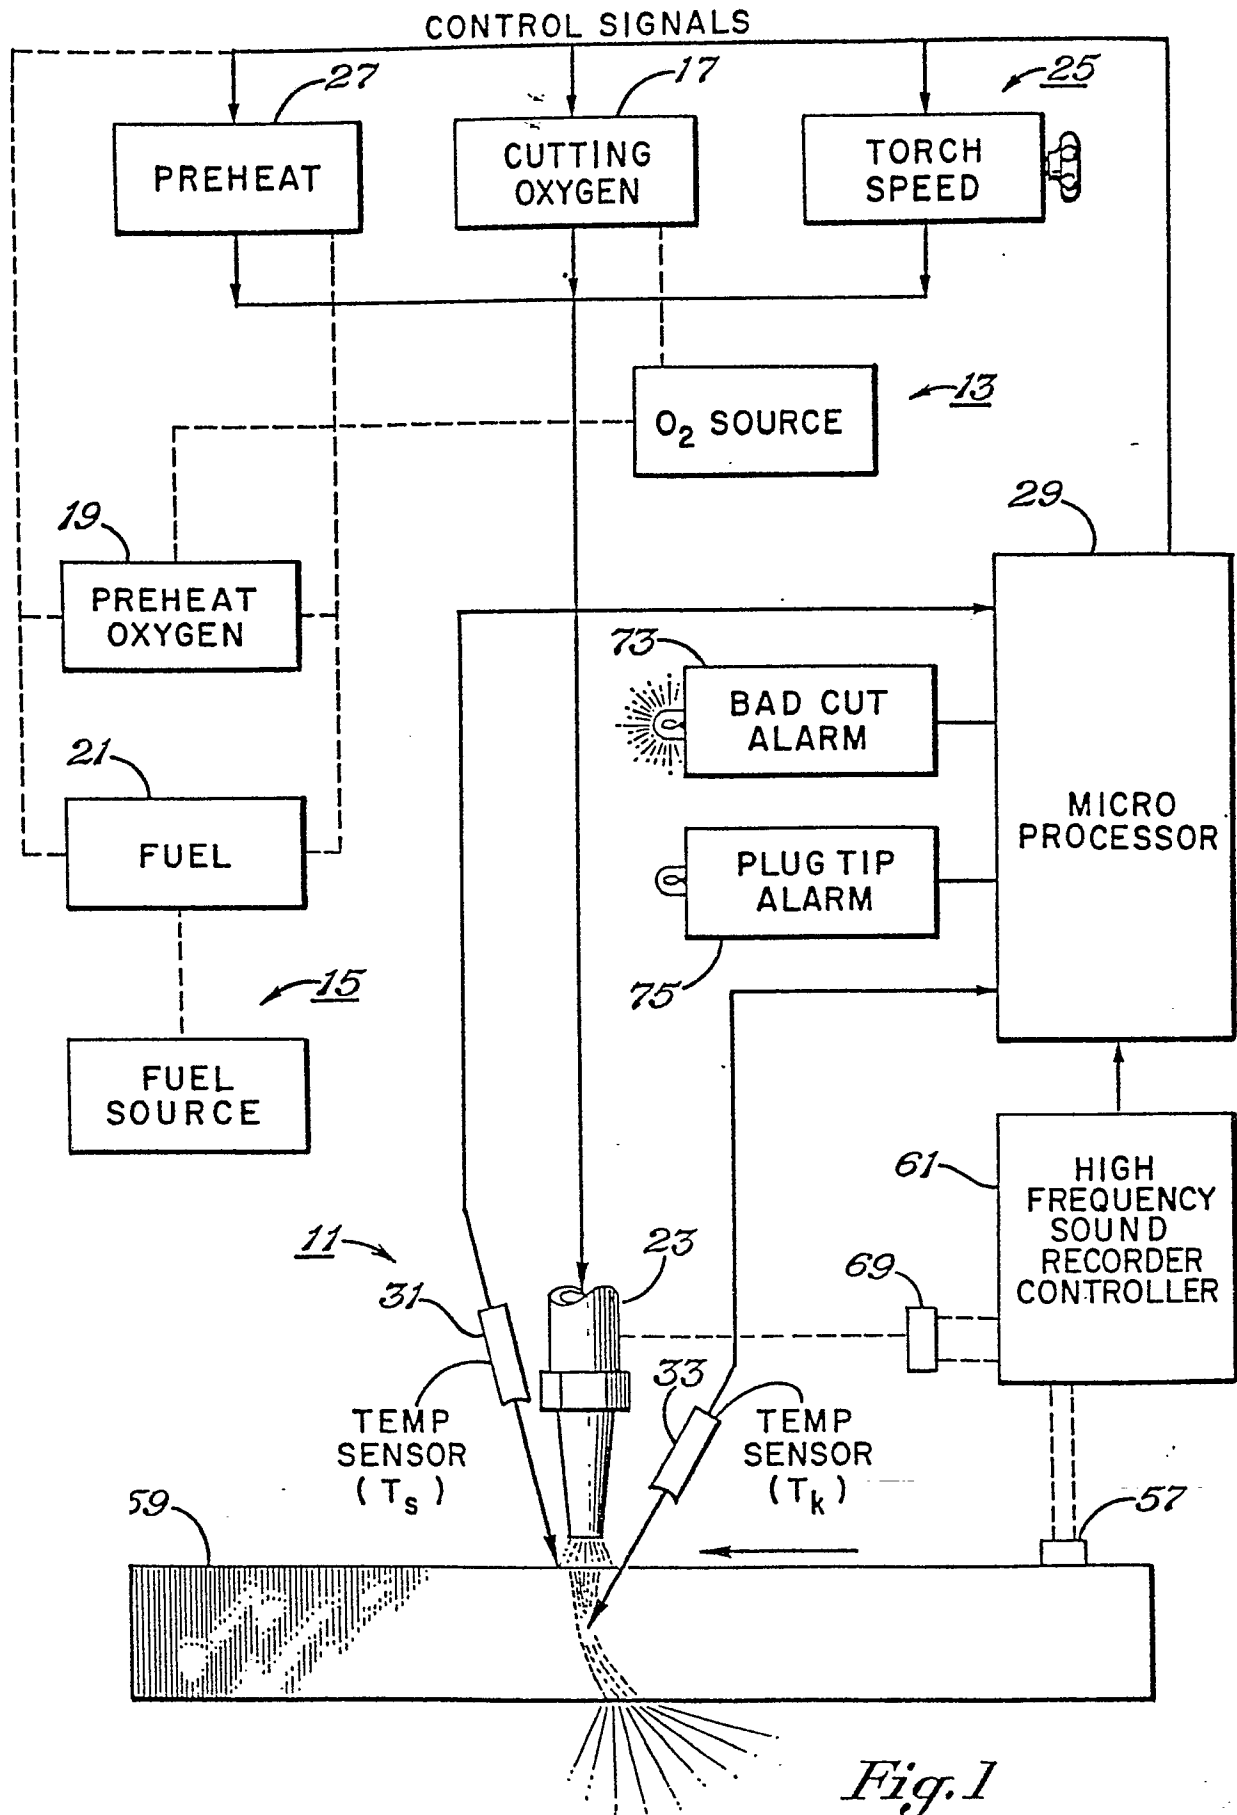 CONTROL SIGNALS
27
17
25
PREHEAT
CUTTING
OXYGEN
TORCH
SPEED
13
O₂ SOURCE
19
PREHEAT
OXYGEN
29
73
BAD CUT
ALARM
21
FUEL
MICRO
PROCESSOR
PLUG TIP
ALARM
75
15
FUEL
SOURCE
61
HIGH
FREQUENCY
SOUND
RECORDER
CONTROLLER
11
23
69
31
33
TEMP
SENSOR
(Tₛ)
TEMP
SENSOR
(Tₖ)
59
57
Fig. 1